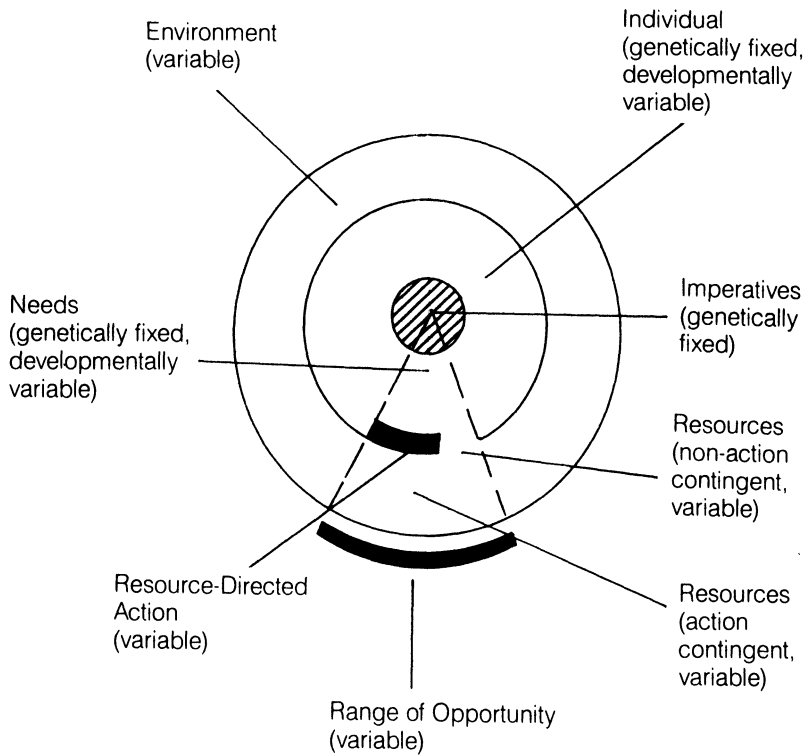 Environment
(variable)
Individual
(genetically fixed,
developmentally
variable)
Needs
(genetically fixed,
developmentally
variable)
Imperatives
(genetically
fixed)
Resources
(non-action
contingent,
variable)
Resource-Directed
Action
(variable)
Resources
(action
contingent,
variable)
Range of Opportunity
(variable)